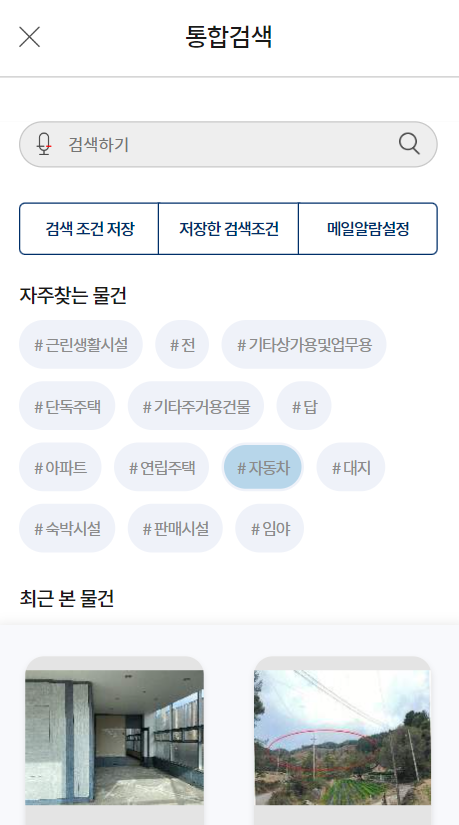 통합검색
검색하기
검색 조건 저장 저장한 검색조건 메일알람설정
자주찾는 물건
# 근린생활시설 # 전 # 기타상가용및업무용
# 단독주택 # 기타주거용건물 # 답
# 아파트 # 연립주택 # 자동차 # 대지
# 숙박시설 # 판매시설 # 임야
최근 본 물건